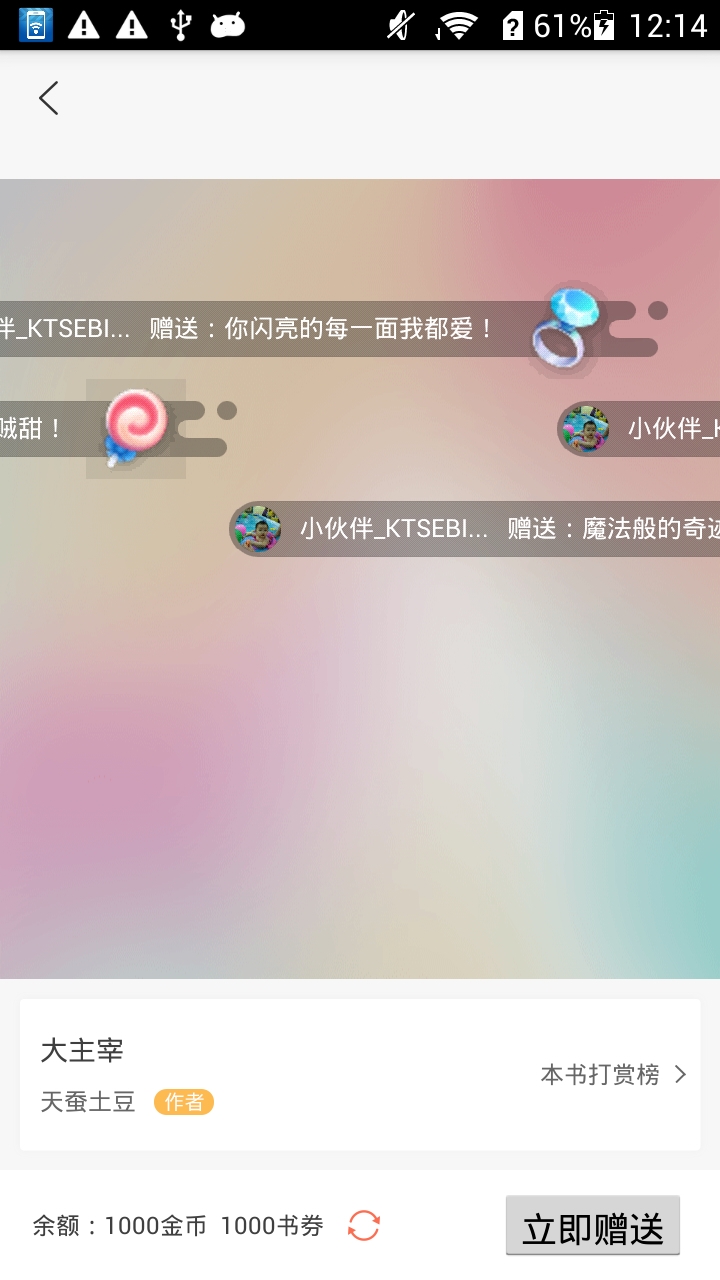 61% 12:14
半_KTSEBI... 赠送：你闪亮的每一面我都爱！
贼甜！
小伙伴_K
小伙伴_KTSEBI... 赠送：魔法般的奇迹
大主宰
天蚕土豆 作者
本书打赏榜
余额：1000金币 1000书券
立即赠送